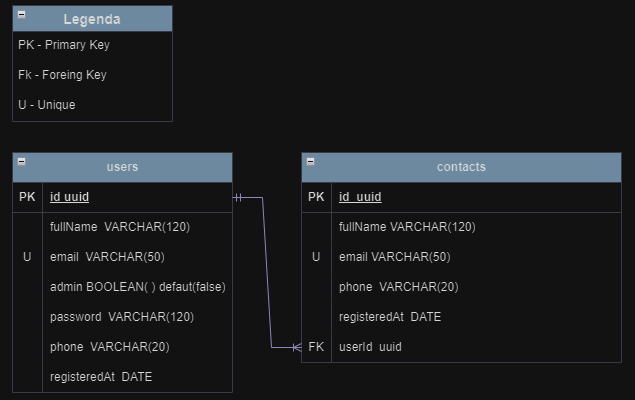 Legenda
PK - Primary Key
Fk - Foreing Key
U - Unique
users
PK id uuid
fullName VARCHAR(120)
U email VARCHAR(50)
admin BOOLEAN( ) defaut(false)
password VARCHAR(120)
phone VARCHAR(20)
registeredAt DATE
contacts
PK id uuid
fullName VARCHAR(120)
U email VARCHAR(50)
phone VARCHAR(20)
registeredAt DATE
FK userId uuid